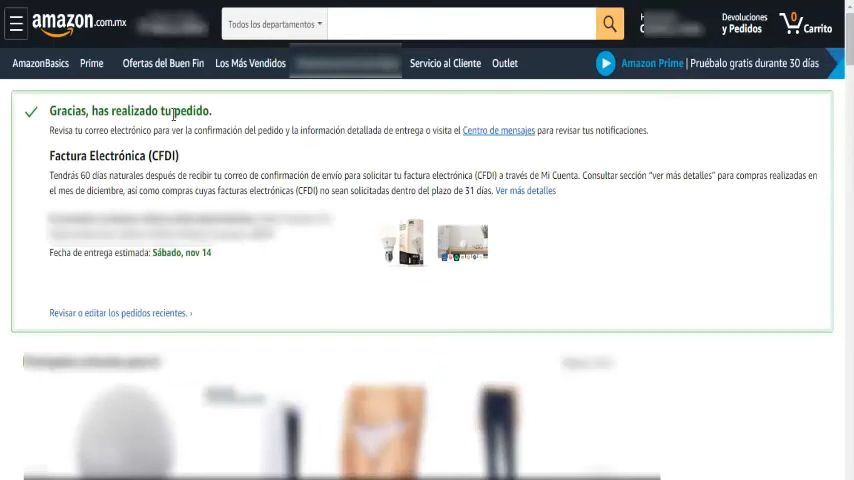 amazon.com.mx
Todos los departamentos
Devoluciones
y Pedidos
0
Carrito
AmazonBasics Prime Ofertas del Buen Fin Los Más Vendidos Servicio al Cliente Outlet Amazon Prime | Pruébalo gratis durante 30 días
Gracias, has realizado tu pedido.
Revisa tu correo electrónico para ver la confirmación del pedido y la información detallada de entrega o visita el Centro de mensajes para revisar tus notificaciones.
Factura Electrónica (CFDI)
Tendrás 60 días naturales después de recibir tu correo de confirmación de envío para solicitar tu factura electrónica (CFDI) a través de Mi Cuenta. Consultar sección "ver más detalles" para compras realizadas en
el mes de diciembre, así como compras cuyas facturas electrónicas (CFDI) no sean solicitadas dentro del plazo de 31 días. Ver más detalles
Fecha de entrega estimada: Sábado, nov 14
Revisar o editar los pedidos recientes. ›